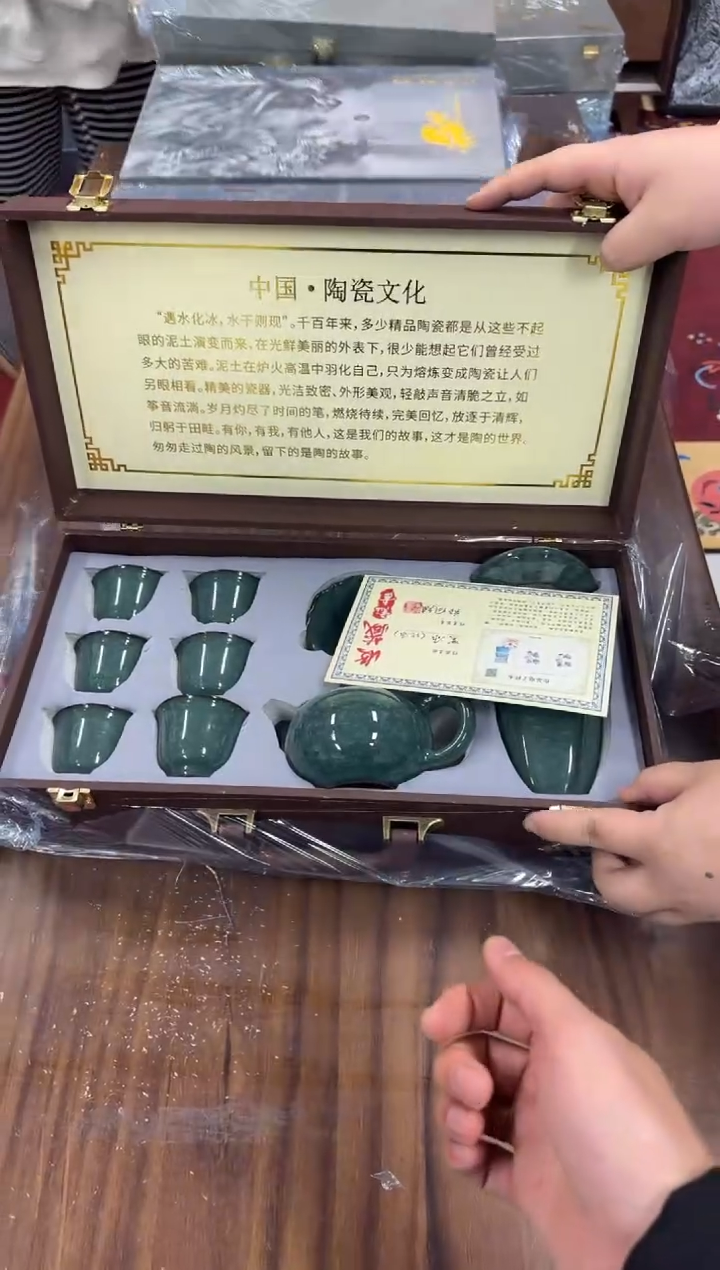 中国·陶瓷文化
“遇水化冰，水干则现”。千百年来，多少精品陶瓷都是从这些不起
眼的泥土演变而来、在光鲜美丽的外表下，很少能想起它们曾经受过
多大的苦难。泥土在炉火高温中羽化自己，只为熔炼变成陶瓷让人们
另眼相看。精美的瓷器，光洁致密、外形美观，轻敲声音清脆之立，如
筝音流淌。岁月灼尽了时间的笔，燃烧待续，完美回忆，放逐于清辉，
归躬于田畦。有你，有我，有他人，这是我们的故事，这才是陶的世界。
匆匆走过陶的风景，留下的是陶的故事。
收藏证书